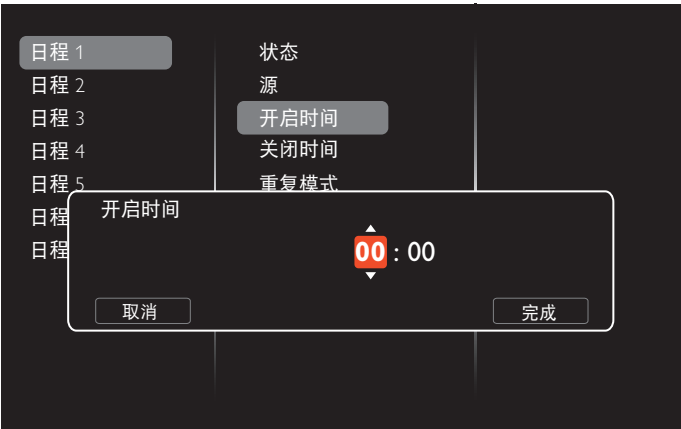 日程 1
日程 2
日程 3
日程 4
日程 5
日程
日程
状态
源
开启时间
关闭时间
重复模式
开启时间
00 : 00
取消
完成